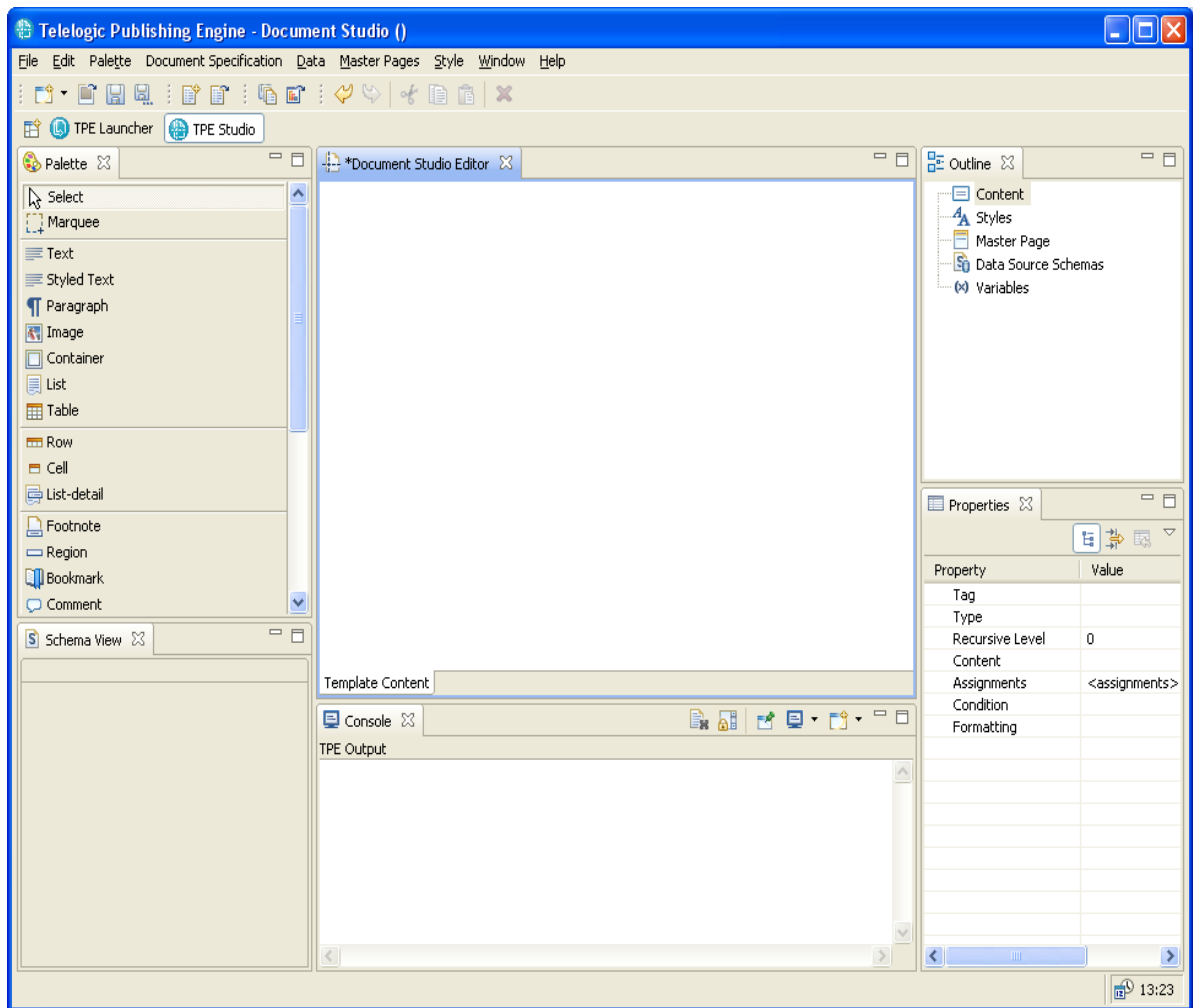 Telelogic Publishing Engine - Document Studio ()
File Edit Palette Document Specification Data Master Pages Style Window Help
TPE Launcher TPE Studio
Palette
Select
Marquee
Text
Styled Text
Paragraph
Image
Container
List
Table
Row
Cell
List-detail
Footnote
Region
Bookmark
Comment
Schema View
*Document Studio Editor
Template Content
Console
TPE Output
Outline
Content
Styles
Master Page
Data Source Schemas
Variables
Properties
Property Value
Tag
Type
Recursive Level 0
Content
Assignments <assignments>
Condition
Formatting
13:23